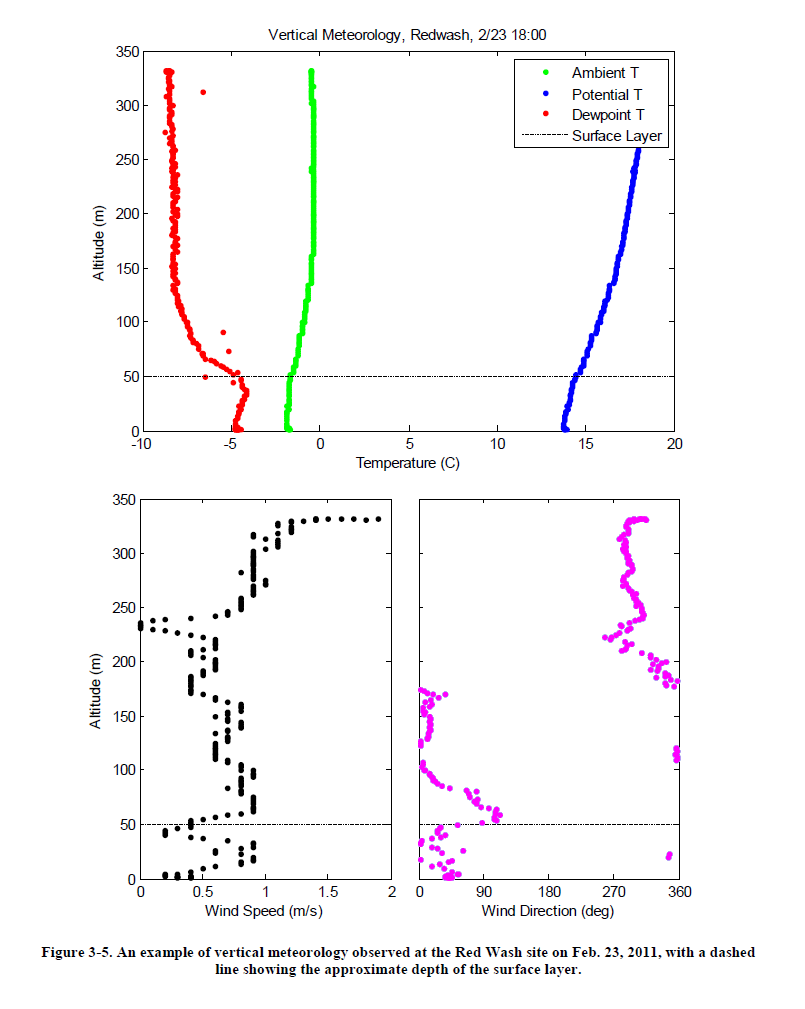 Vertical Meteorology, Redwash, 2/23 18:00
350
300
250
200
150
100
50
0
Altitude (m)
Ambient T
Potential T
Dewpoint T
Surface Layer
-10 -5 0 5 10 15 20
Temperature (C)
350
300
250
200
150
100
50
0
Altitude (m)
0 0.5 1 1.5 2
Wind Speed (m/s)
0 90 180 270 360
Wind Direction (deg)
Figure 3-5. An example of vertical meteorology observed at the Red Wash site on Feb. 23, 2011, with a dashed
line showing the approximate depth of the surface layer.